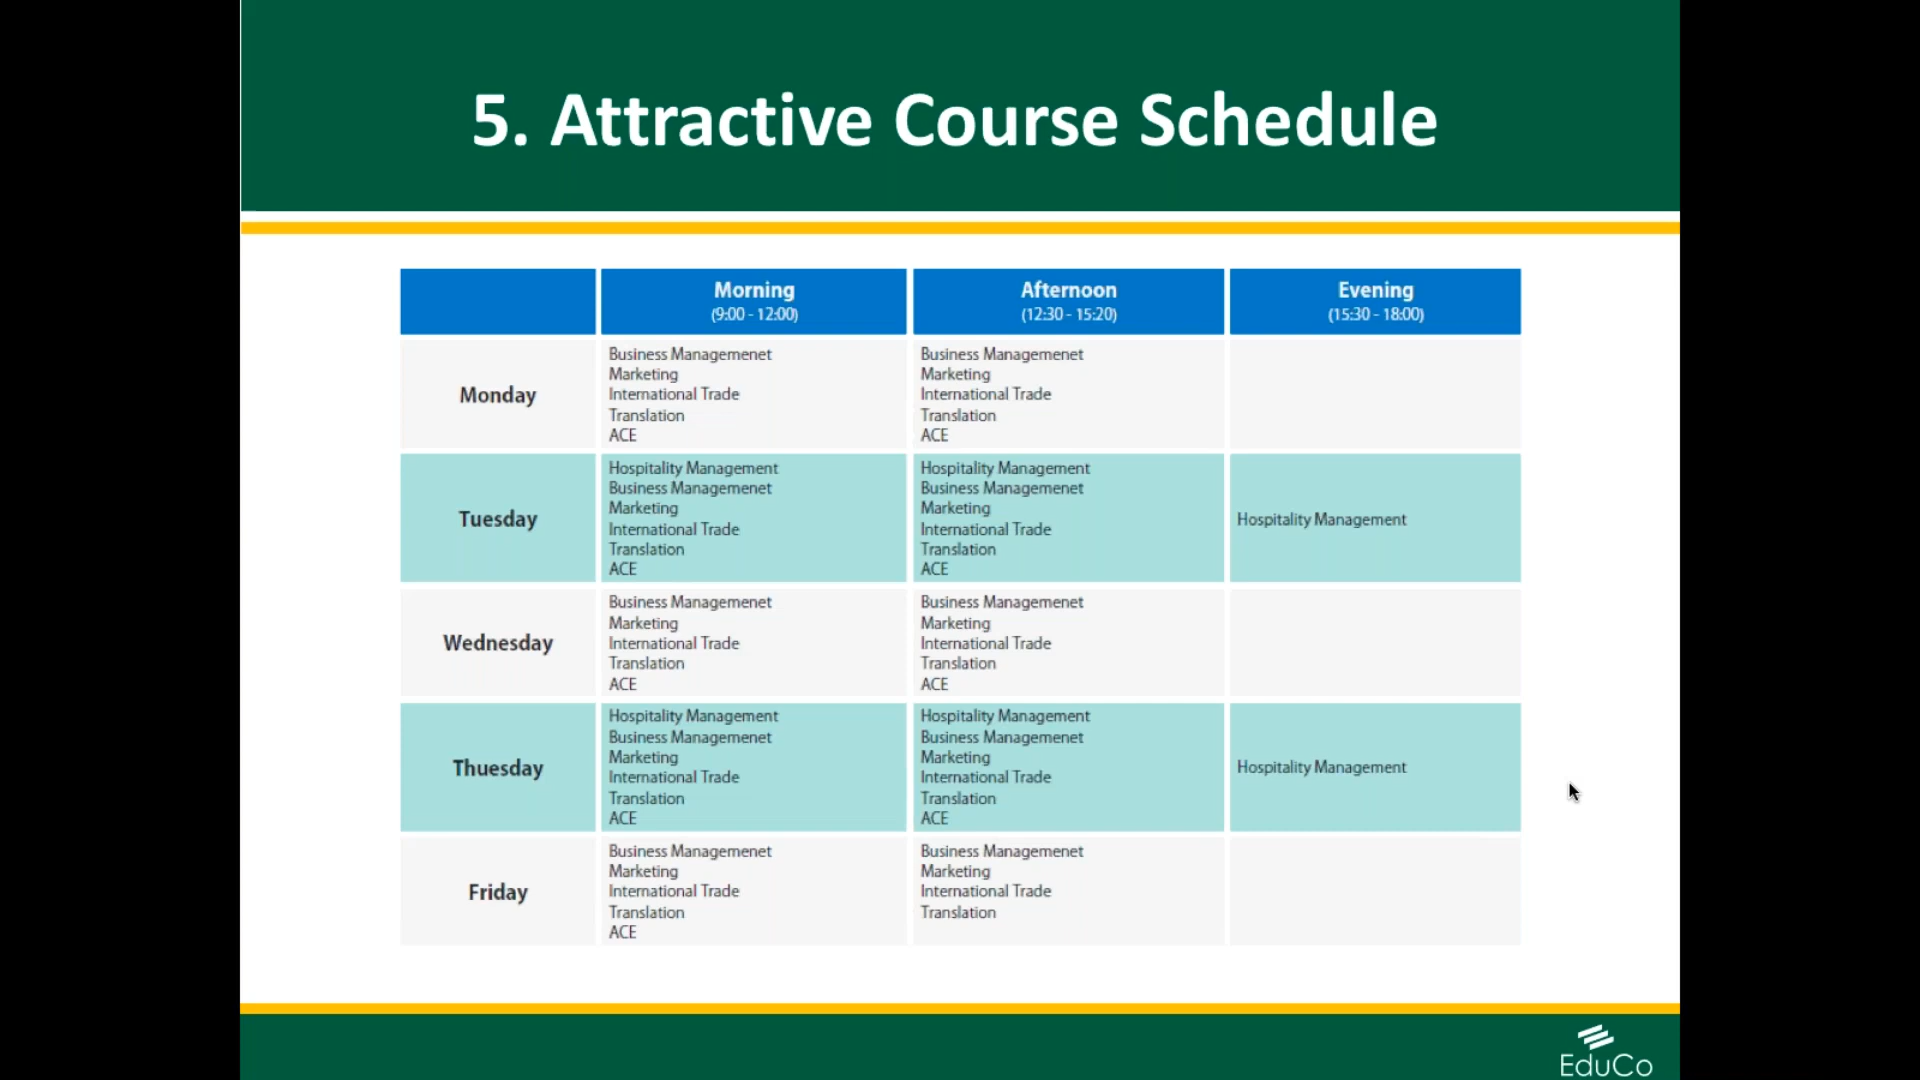 5. Attractive Course Schedule
Morning
(9:00 - 12:00)
Afternoon
(12:30 - 15:20)
Evening
(15:30 - 18:00)
Monday
Business Managemenet
Marketing
International Trade
Translation
ACE
Business Managemenet
Marketing
International Trade
Translation
ACE
Tuesday
Hospitality Management
Business Managemenet
Marketing
International Trade
Translation
ACE
Hospitality Management
Business Managemenet
Marketing
International Trade
Translation
ACE
Hospitality Management
Wednesday
Business Managemenet
Marketing
International Trade
Translation
ACE
Business Managemenet
Marketing
International Trade
Translation
ACE
Thuesday
Hospitality Management
Business Managemenet
Marketing
International Trade
Translation
ACE
Hospitality Management
Business Managemenet
Marketing
International Trade
Translation
ACE
Hospitality Management
Friday
Business Managemenet
Marketing
International Trade
Translation
ACE
Business Managemenet
Marketing
International Trade
Translation
EduCo